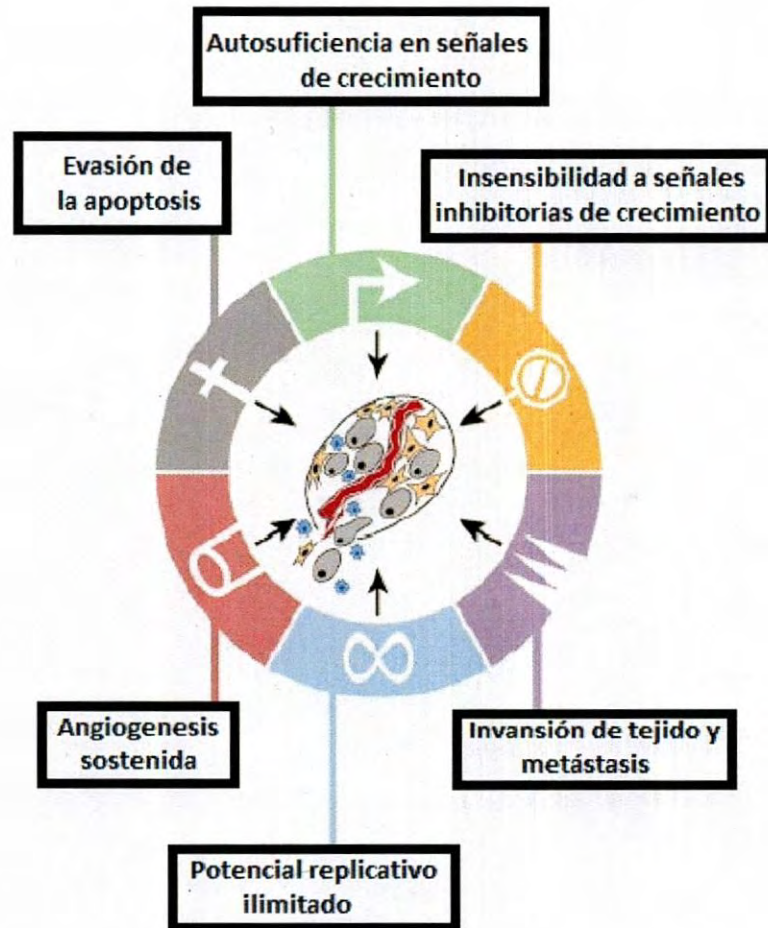 Autosuficiencia en señales
de crecimiento
Evasión de
la apoptosis
Insensibilidad a señales
inhibitorias de crecimiento
Angiogenesis
sostenida
Invansión de tejido y
metástasis
Potencial replicativo
ilimitado